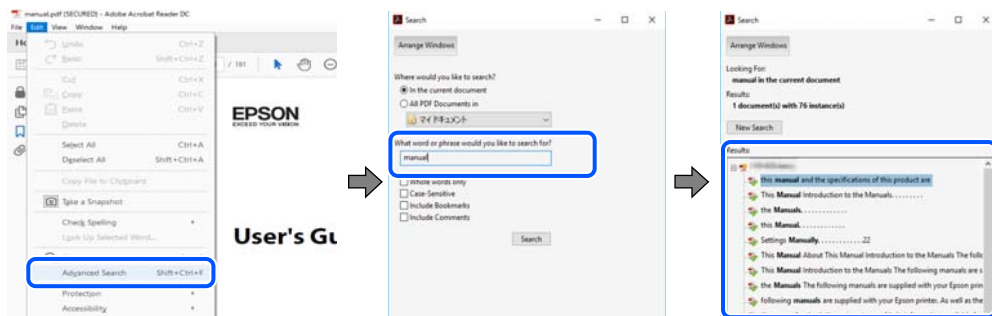 manual.pdf (SECURED) - Adobe Acrobat Reader DC
File Edit View Window Help
Undo Ctrl+Z
Redo Shift+Ctrl+Z
Cut Ctrl+X
Copy Ctrl+C
Paste Ctrl+V
Delete
Select All Ctrl+A
Deselect All Shift+Ctrl+A
Copy File to Clipboard
Take a Snapshot
Check Spelling
Look Up Selected Word...
Advanced Search Shift+Ctrl+F
Protection
Accessibility
/ 181
EPSON
EXCEED YOUR VISION
User's Gu
Search
Arrange Windows
Where would you like to search?
In the current document
All PDF Documents in
マイ ドキュメント
What word or phrase would you like to search for?
manual
Whole words only
Case-Sensitive
Include Bookmarks
Include Comments
Search
Search
Arrange Windows
Looking For:
manual in the current document
Results:
1 document(s) with 76 instance(s)
New Search
Results:
this manual and the specifications of this product are
This Manual Introduction to the Manuals. . . . . . . . .
the Manuals. . . . . . . . . . . . .
this Manual. . . . . . . . . . . . .
Settings Manually. . . . . . . . . . . . .22
This Manual About This Manual Introduction to the Manuals The follo
This Manual Introduction to the Manuals The following manuals are s
the Manuals The following manuals are supplied with your Epson prin
following manuals are supplied with your Epson printer. As well as the